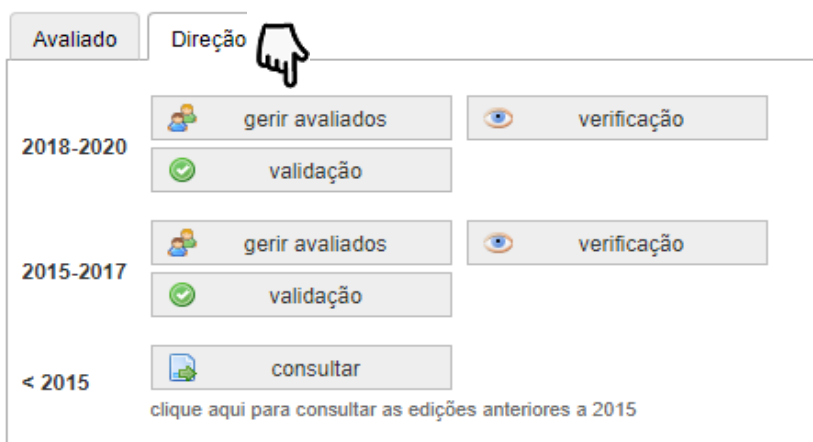 Avaliado Direção
gerir avaliados verificação
2018-2020
validação
gerir avaliados verificação
2015-2017
validação
consultar
< 2015
clique aqui para consultar as edições anteriores a 2015